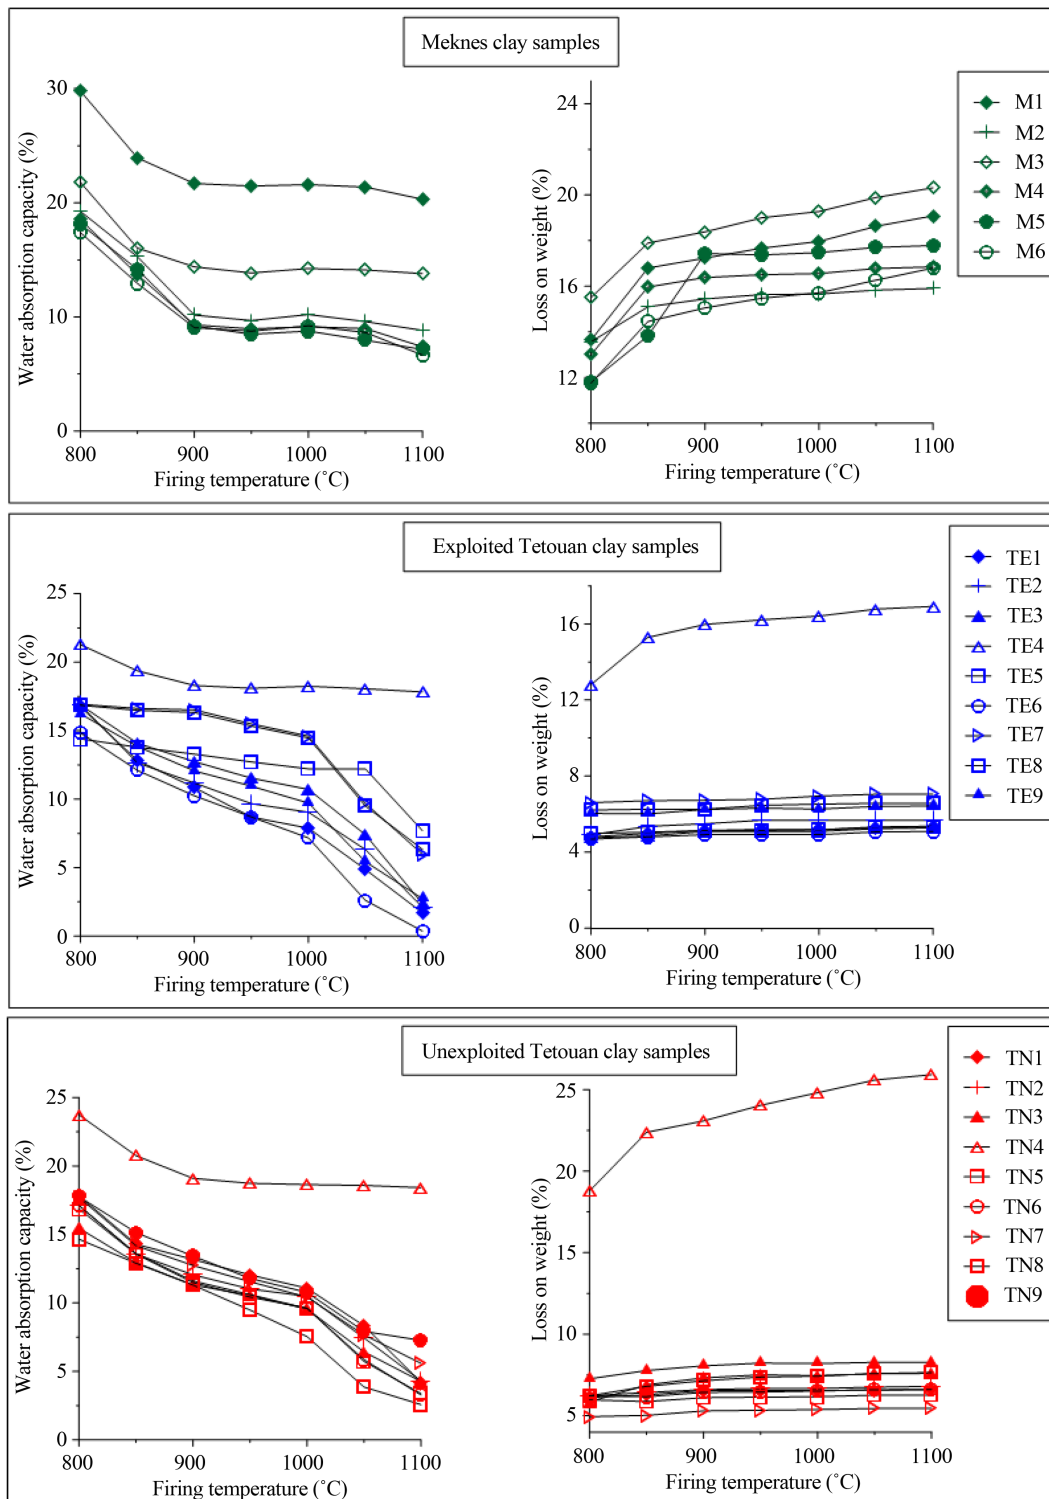 Meknes clay samples
Water absorption capacity (%)
30
20
10
0
800 900 1000 1100
Firing temperature (˚C)
Loss on weight (%)
24
20
16
12
800 900 1000 1100
Firing temperature (˚C)
M1
M2
M3
M4
M5
M6
Exploited Tetouan clay samples
Water absorption capacity (%)
25
20
15
10
5
0
800 900 1000 1100
Firing temperature (˚C)
Loss on weight (%)
16
12
8
4
0
800 900 1000 1100
Firing temperature (˚C)
TE1
TE2
TE3
TE4
TE5
TE6
TE7
TE8
TE9
Unexploited Tetouan clay samples
Water absorption capacity (%)
25
20
15
10
5
0
800 900 1000 1100
Firing temperature (˚C)
Loss on weight (%)
25
20
15
10
5
800 900 1000 1100
Firing temperature (˚C)
TN1
TN2
TN3
TN4
TN5
TN6
TN7
TN8
TN9